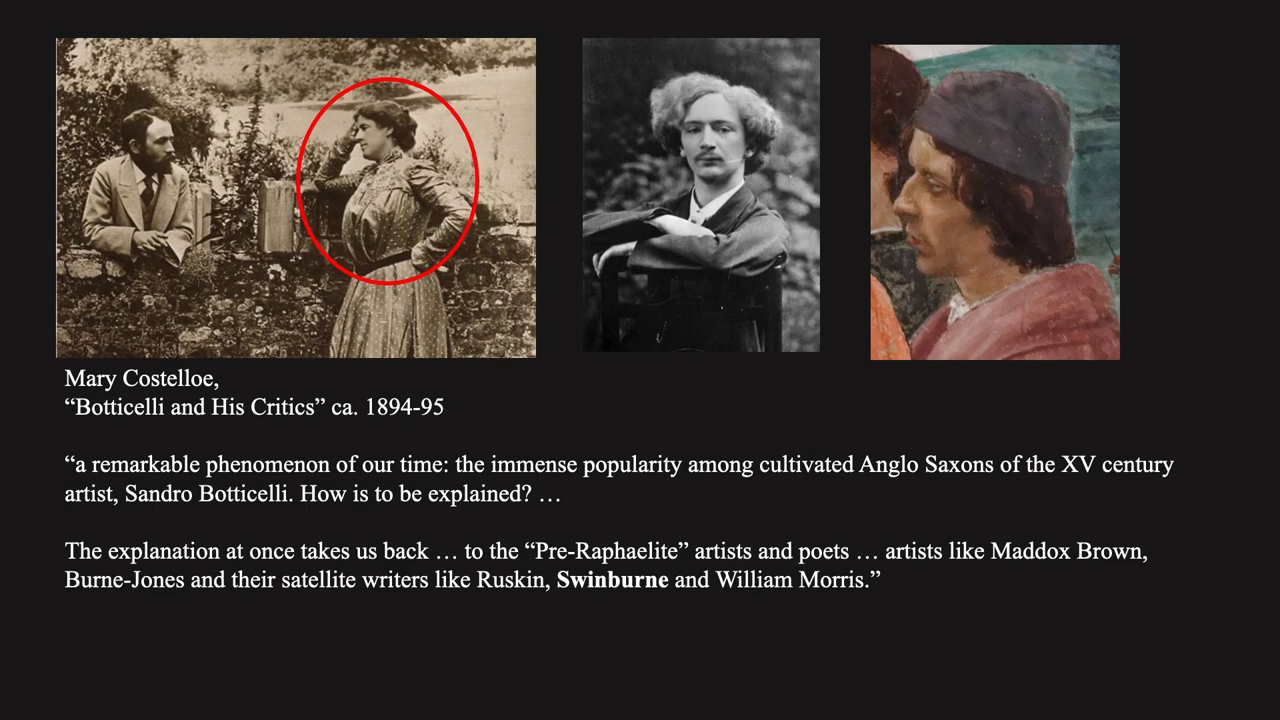 Mary Costelloe,
“Botticelli and His Critics” ca. 1894-95
“a remarkable phenomenon of our time: the immense popularity among cultivated Anglo Saxons of the XV century
artist, Sandro Botticelli. How is to be explained? …
The explanation at once takes us back … to the “Pre-Raphaelite” artists and poets … artists like Maddox Brown,
Burne-Jones and their satellite writers like Ruskin, Swinburne and William Morris.”